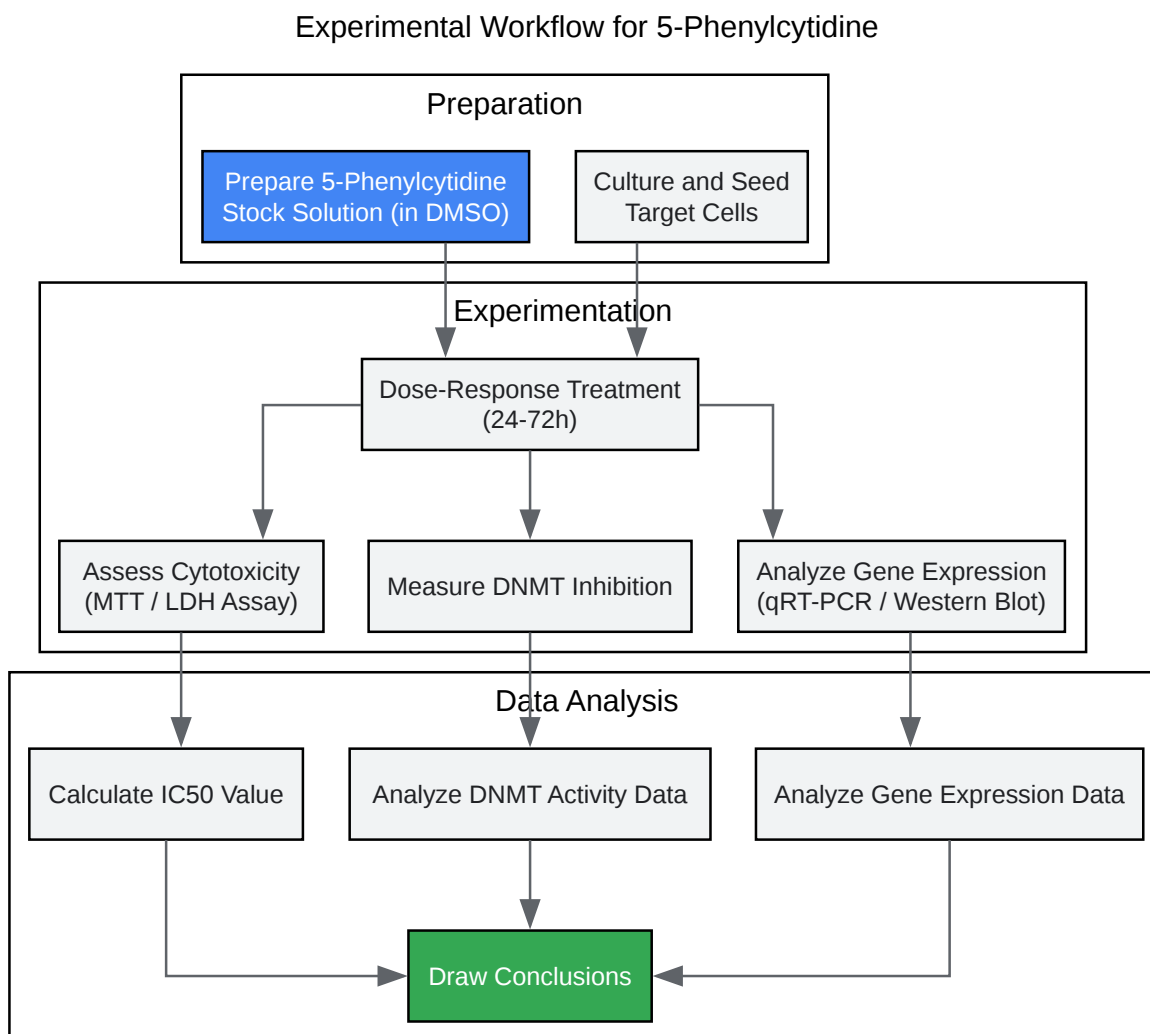 Experimental Workflow for 5-Phenylcytidine
Preparation
Prepare 5-Phenylcytidine
Stock Solution (in DMSO)
Culture and Seed
Target Cells
Experimentation
Dose-Response Treatment
(24-72h)
Assess Cytotoxicity
(MTT / LDH Assay)
Measure DNMT Inhibition
Analyze Gene Expression
(qRT-PCR / Western Blot)
Data Analysis
Calculate IC50 Value
Analyze DNMT Activity Data
Analyze Gene Expression Data
Draw Conclusions